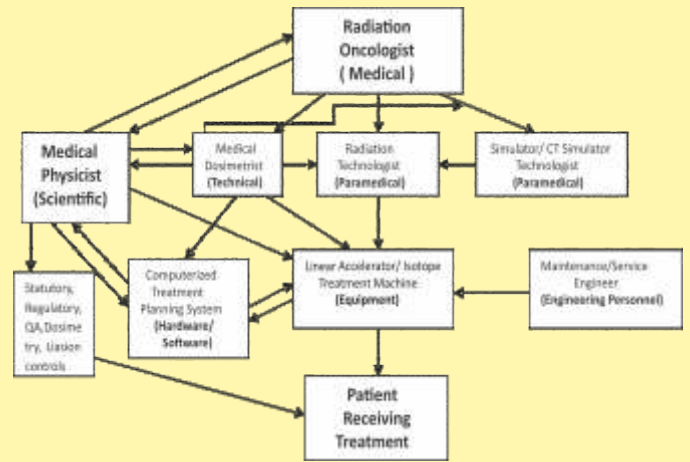 Radiation
Oncologist
( Medical )
Medical
Physicist
(Scientific)
Medical
Dosimetrist
(Technical)
Radiation
Technologist
(Paramedical)
Simulator/ CT Simulator
Technologist
(Paramedical)
Statutory,
Regulatory,
QA,Dosime
try, Liasion
controls
Computerized
Treatment
Planning System
(Hardware/
Software)
Linear Accelerator/ Isotope
Treatment Machine
(Equipment)
Maintenance/Service
Engineer
(Engineering Personnel)
Patient
Receiving
Treatment